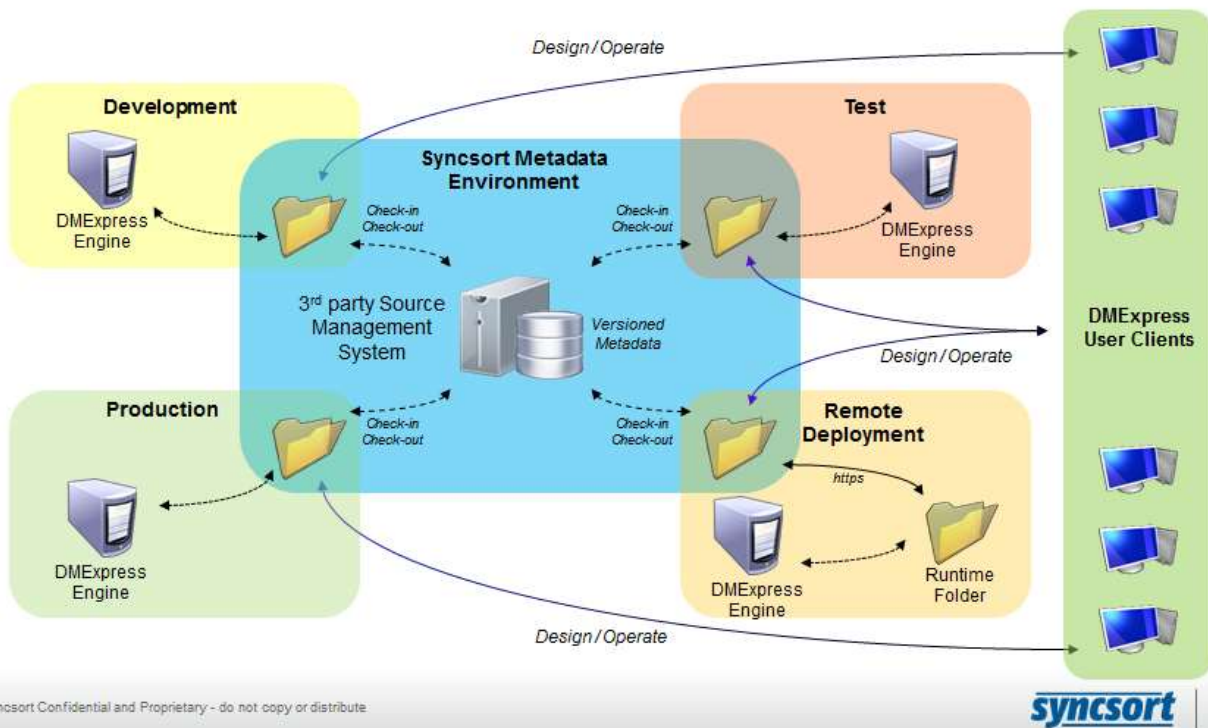 Design / Operate
Development
DMExpress
Engine
Syncsort Metadata
Environment
Check-in
Check-out
Check-in
Check-out
3rd party Source
Management
System
Versioned
Metadata
Check-in
Check-out
Check-in
Check-out
Test
DMExpress
Engine
DMExpress
User Clients
Design / Operate
Production
DMExpress
Engine
Remote
Deployment
https
DMExpress
Engine
Runtime
Folder
Design / Operate
ncsort Confidential and Proprietary - do not copy or distribute
syncsort